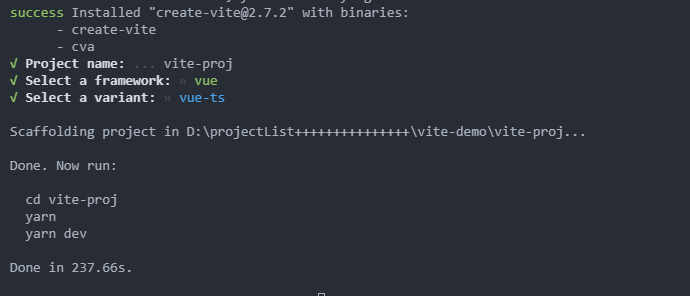 success Installed "create-vite@2.7.2" with binaries:
- create-vite
- cva
√ Project name: ... vite-proj
√ Select a framework: » vue
√ Select a variant: » vue-ts
Scaffolding project in D:\projectList+++++++++++++++\vite-demo\vite-proj...
Done. Now run:
cd vite-proj
yarn
yarn dev
Done in 237.66s.